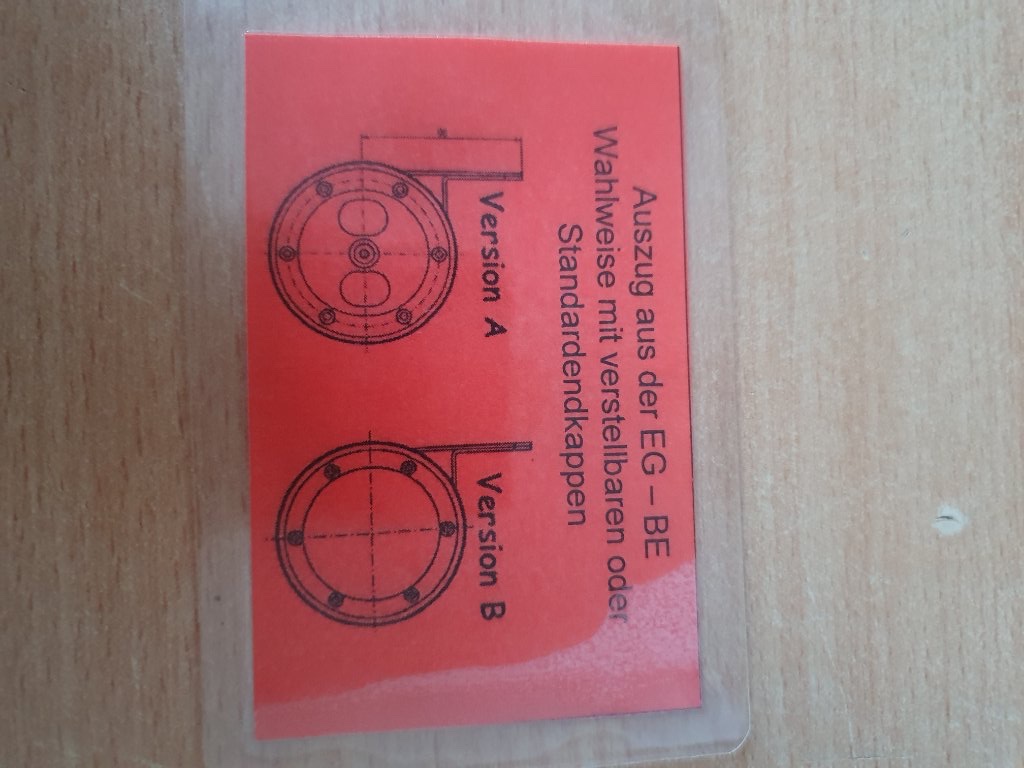 Auszug aus der EG – BE
Wahlweise mit verstellbaren oder
Standardendkappen
Version A
Version B